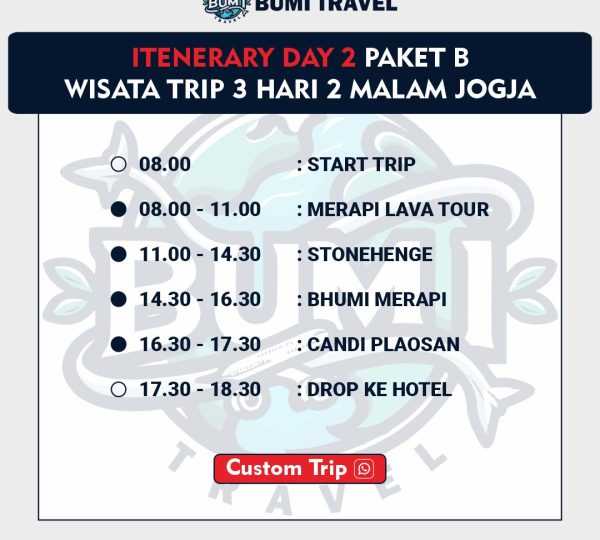 BUMI TRAVEL
BUMI TRAVEL
ITENERARY DAY 2 PAKET B
WISATA TRIP 3 HARI 2 MALAM JOGJA
08.00 : START TRIP
08.00 - 11.00 : MERAPI LAVA TOUR
11.00 - 14.30 : STONEHENGE
14.30 - 16.30 : BHUMI MERAPI
16.30 - 17.30 : CANDI PLAOSAN
17.30 - 18.30 : DROP KE HOTEL
BUMI
Custom Trip
TRAVEL